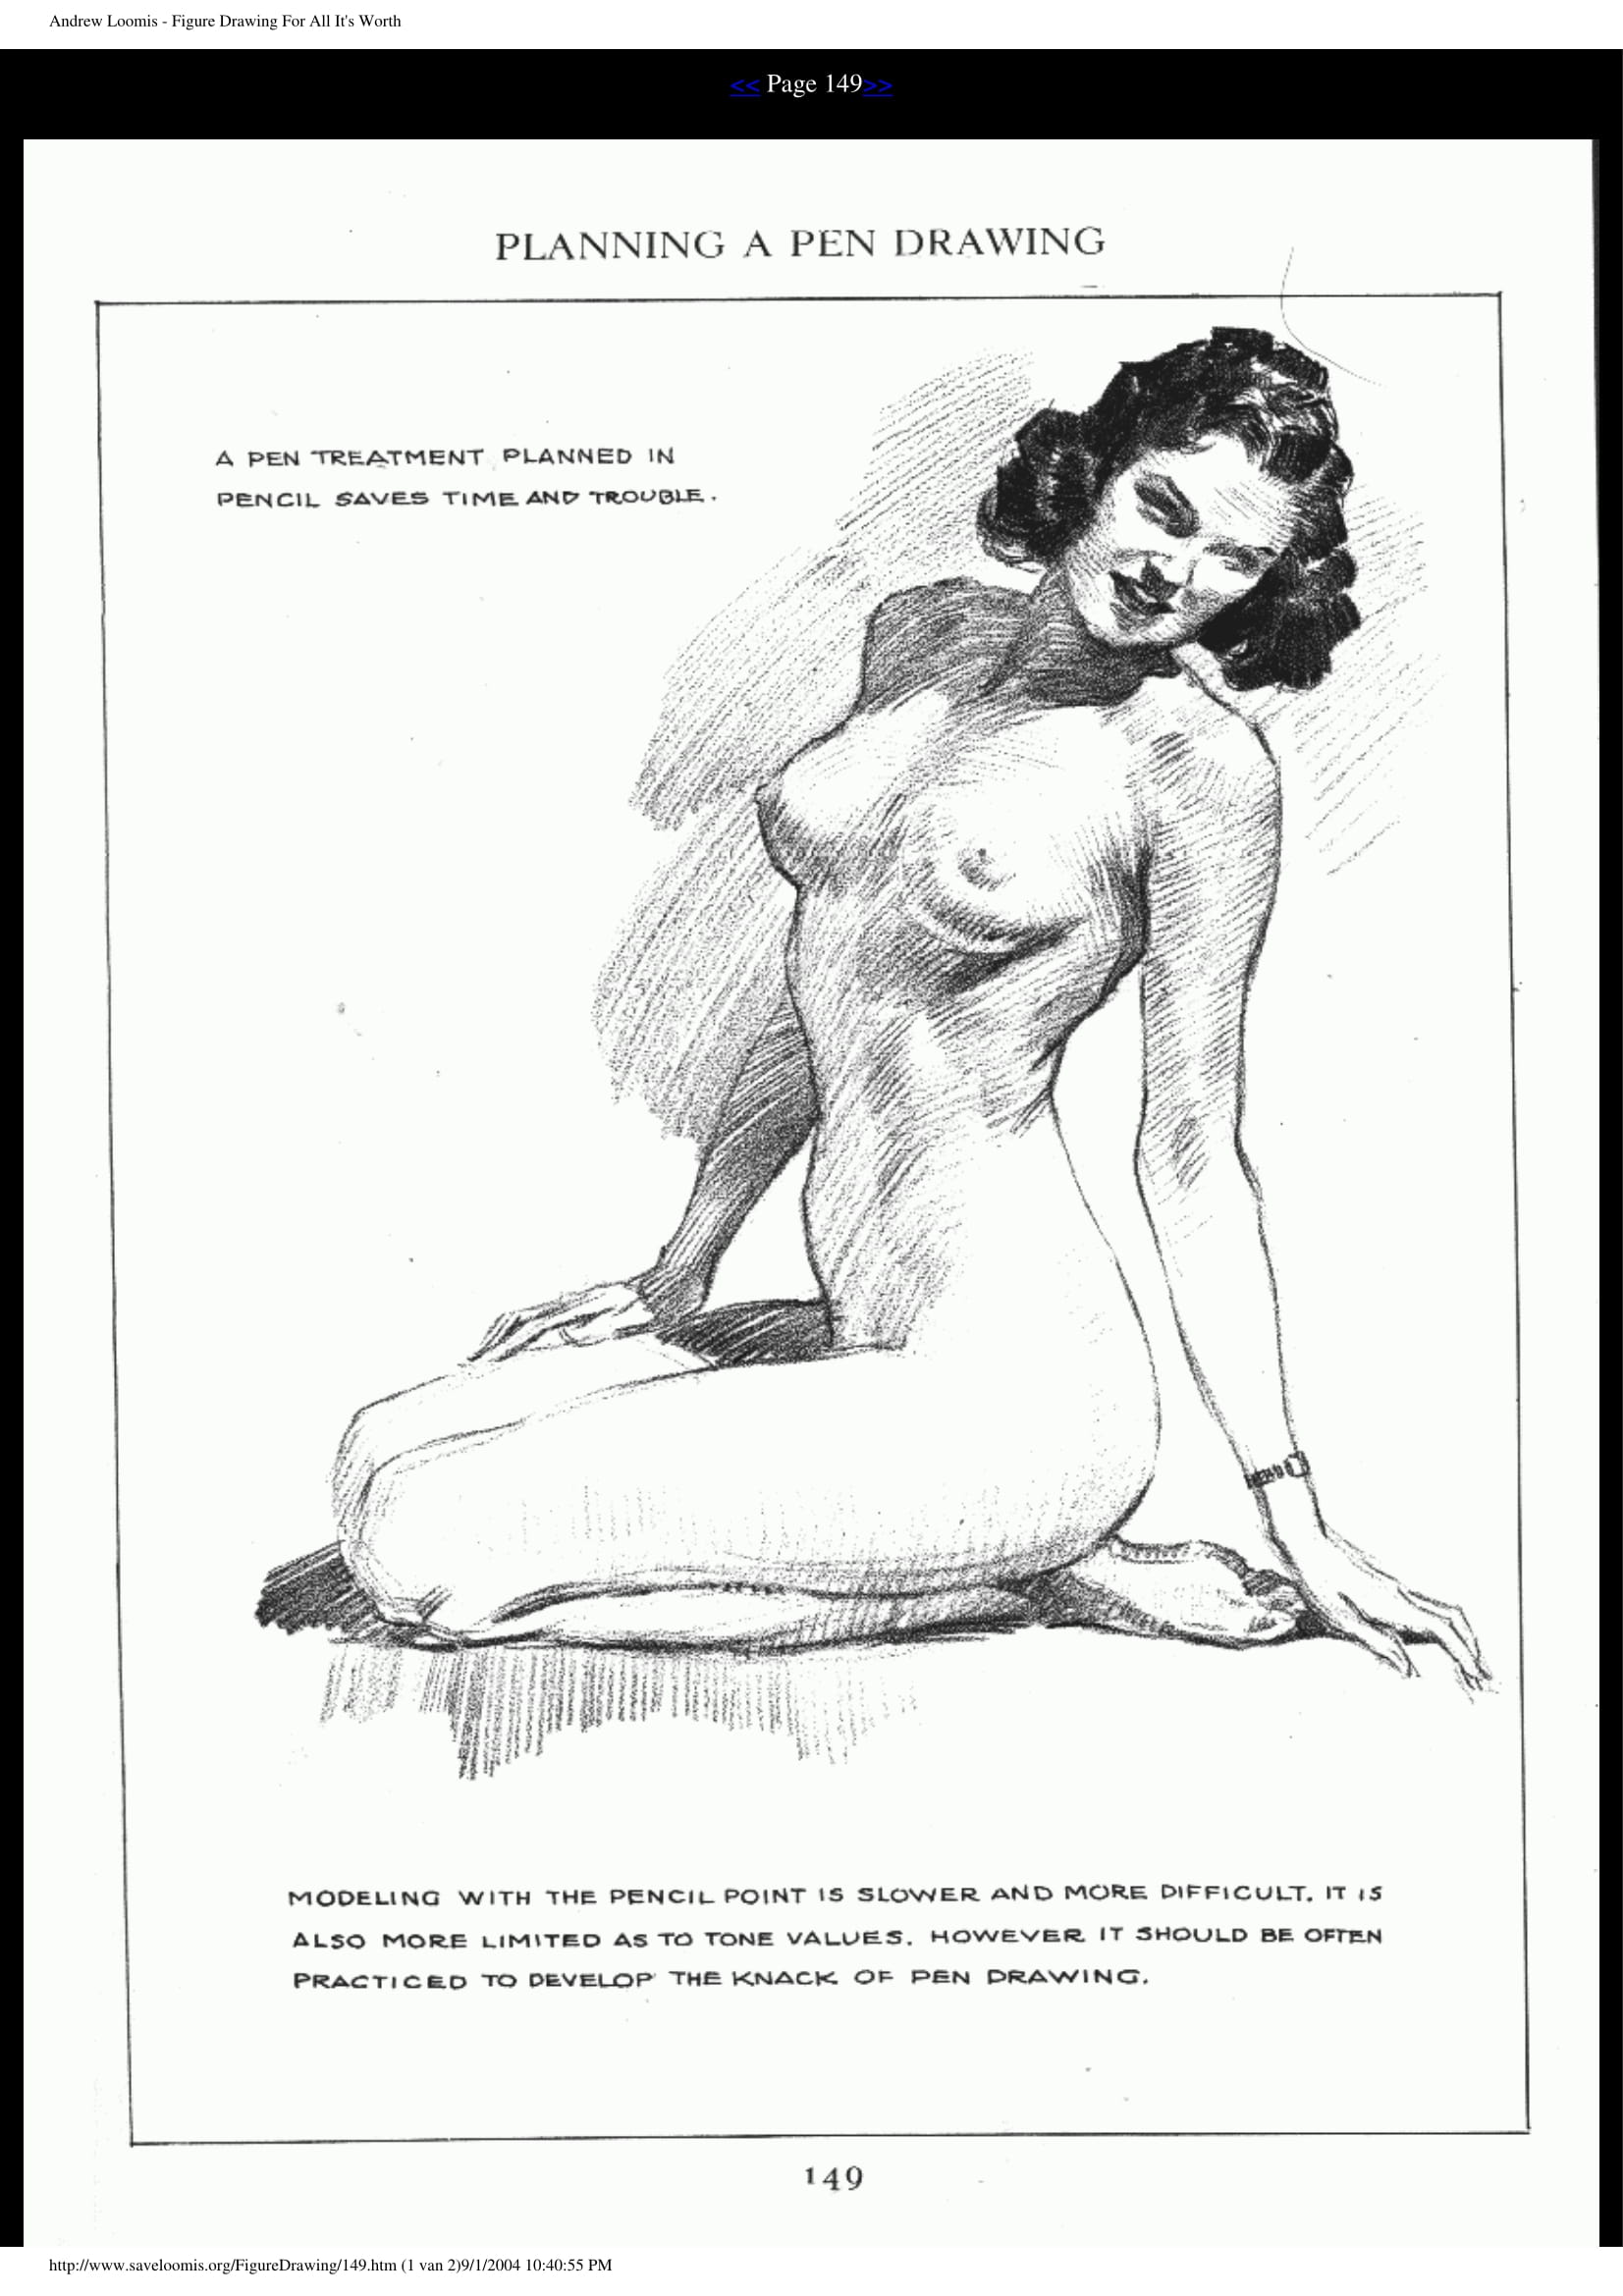 Andrew Loomis - Figure Drawing For All It's Worth
<< Page 149>>
PLANNING A PEN DRAWING
A PEN TREATMENT PLANNED IN
PENCIL SAVES TIME AND TROUBLE.
MODELING WITH THE PENCIL POINT IS SLOWER AND MORE DIFFICULT. IT IS
ALSO MORE LIMITED AS TO TONE VALUES. HOWEVER IT SHOULD BE OFTEN
PRACTICED TO DEVELOP THE KNACK OF PEN DRAWING.
149
http://www.saveloomis.org/FigureDrawing/149.htm (1 van 2)9/1/2004 10:40:55 PM